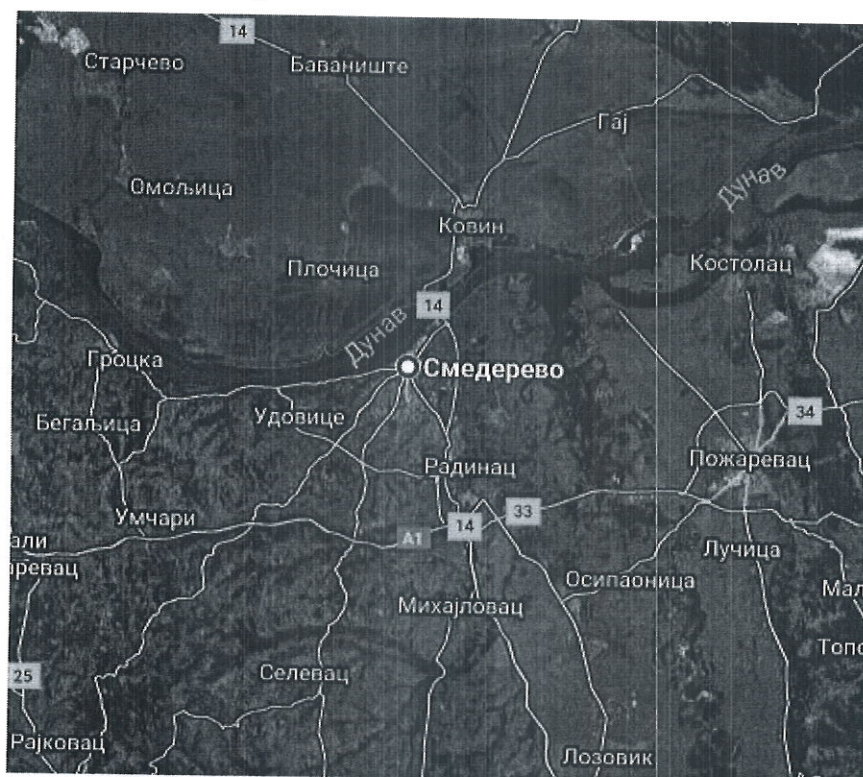 14
Старчево
Баваниште
Гај
Дунав
Омољица
Ковин
Костолац
Плочица
14
Дунав
Гроцка
Смедерево
34
Удовице
Бегаљица
Пожаревац
Радинац
33
Умчари
14
А1
али
аревац
Лучица
Осипаоница
Мал
Михајловац
Топо
25
Селевац
Рајковац
Лозовик